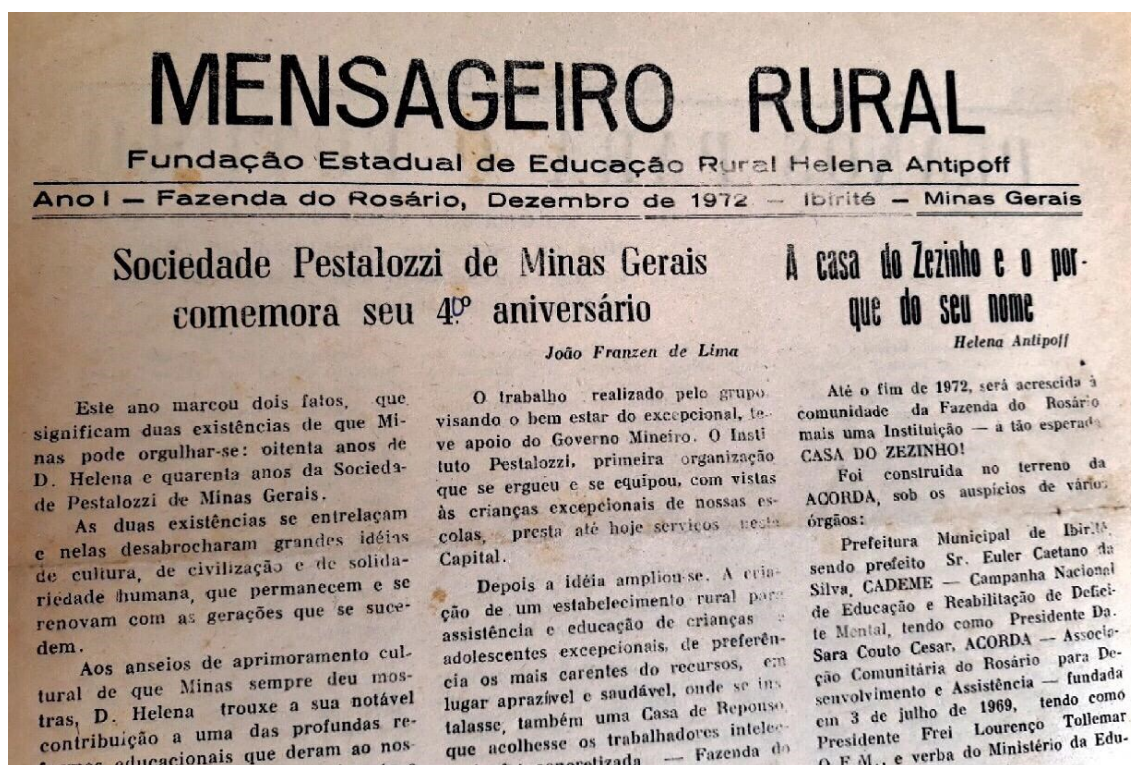 MENSAGEIRO RURAL
Fundação Estadual de Educação Rural Helena Antipoff
Ano I — Fazenda do Rosário, Dezembro de 1972 — Ibirité — Minas Gerais
Sociedade Pestalozzi de Minas Gerais
comemora seu 40º aniversário
João Franzen de Lima
Este ano marcou dois fatos, que
significam duas existências de que Mi-
nas pode orgulhar-se: oitenta anos de
D. Helena e quarenta anos da Socieda-
de Pestalozzi de Minas Gerais.
As duas existências se entrelaçam
e nelas desabrocharam grandes idéias
de cultura, de civilização e de solida-
riedade humana, que permanecem e se
renovam com as gerações que se suce-
dem.
Aos anseios de aprimoramento cul-
tural de que Minas sempre deu mos-
tras, D. Helena trouxe a sua notável
contribuição a uma das profundas re-
educacionais que deram ao nos-
O trabalho realizado pelo grupo
visando o bem estar do excepcional, te-
ve apoio do Governo Mineiro. O Insti
tuto Pestalozzi, primeira organização
que se ergueu e se equipou, com vistas
às crianças excepcionais de nossas es-
colas, presta até hoje serviços nesta
Capital.
Depois a idéia ampliou-se. A cria-
ção de um estabelecimento rural para
assistência e educação de crianças e
adolescentes excepcionais, de preferên-
cia os mais carentes do recursos, em
lugar aprazível e saudável, onde se ins
talasse, também uma Casa de Repouso
que acolhesse os trabalhadores intelec-
— Fazenda do
A casa do Zezinho e o por-
que do seu nome
Helena Antipoff
Até o fim de 1972, será acrescida à
comunidade da Fazenda do Rosário
mais uma Instituição — a tão esperada
CASA DO ZEZINHO!
Foi construida no terreno da
ACORDA, sob os auspícios de vários
órgãos:
Prefeitura Municipal de Ibirité,
sendo prefeito Sr. Euler Caetano da
Silva, CADEME — Campanha Nacional
de Educação e Reabilitação de Defici-
te Mental, tendo como Presidente Da.
Sara Couto Cesar, ACORDA — Associa-
ção Comunitária do Rosário para De-
senvolvimento e Assistência — fundada
em 3 de julho de 1969, tendo como
Presidente Frei Lourenço Tollemar
O.F.M., e verba do Ministério da Edu-